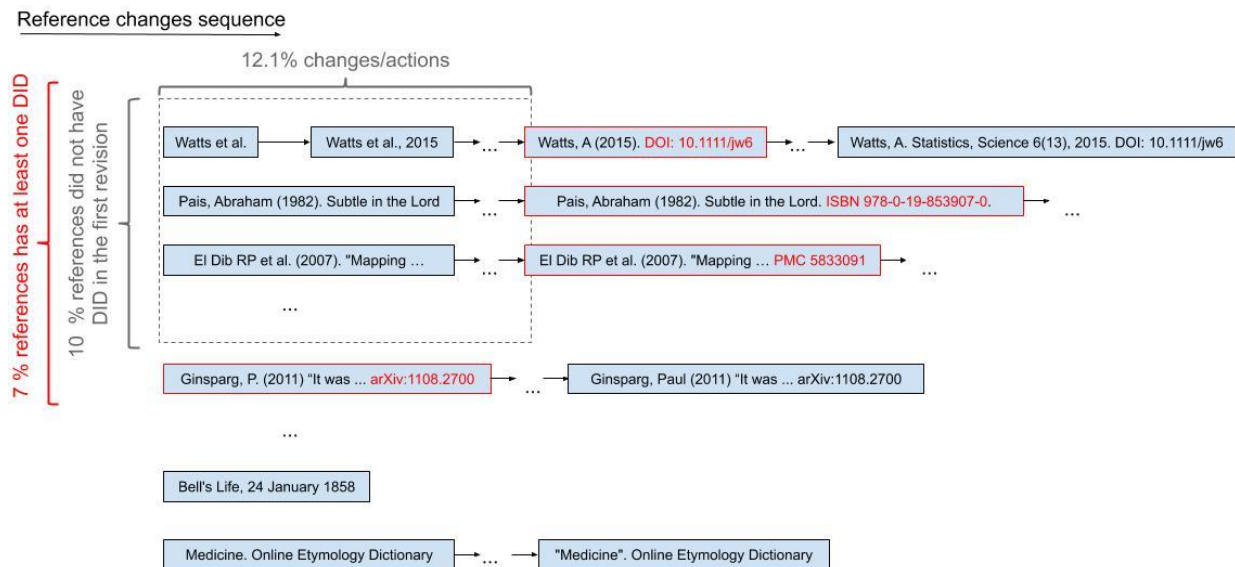 Reference changes sequence
12.1% changes/actions
7 % references has at least one DID
10 % references did not have
DID in the first revision
Watts et al.
Watts et al., 2015
...
Watts, A (2015). DOI: 10.1111/jw6
...
Watts, A. Statistics, Science 6(13), 2015. DOI: 10.1111/jw6
Pais, Abraham (1982). Subtle in the Lord
...
Pais, Abraham (1982). Subtle in the Lord. ISBN 978-0-19-853907-0.
...
El Dib RP et al. (2007). "Mapping …
...
El Dib RP et al. (2007). "Mapping … PMC 5833091
...
...
Ginsparg, P. (2011) “It was ... arXiv:1108.2700
...
Ginsparg, Paul (2011) “It was ... arXiv:1108.2700
...
Bell's Life, 24 January 1858
Medicine. Online Etymology Dictionary
...
"Medicine". Online Etymology Dictionary